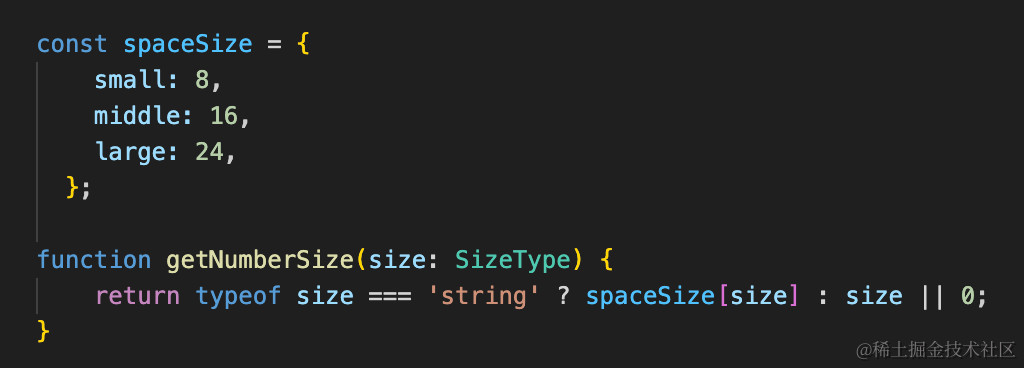 const spaceSize = {
    small: 8,
    middle: 16,
    large: 24,
  };
function getNumberSize(size: SizeType) {
    return typeof size === 'string' ? spaceSize[size] : size || 0;
}
@稀土掘金技术社区